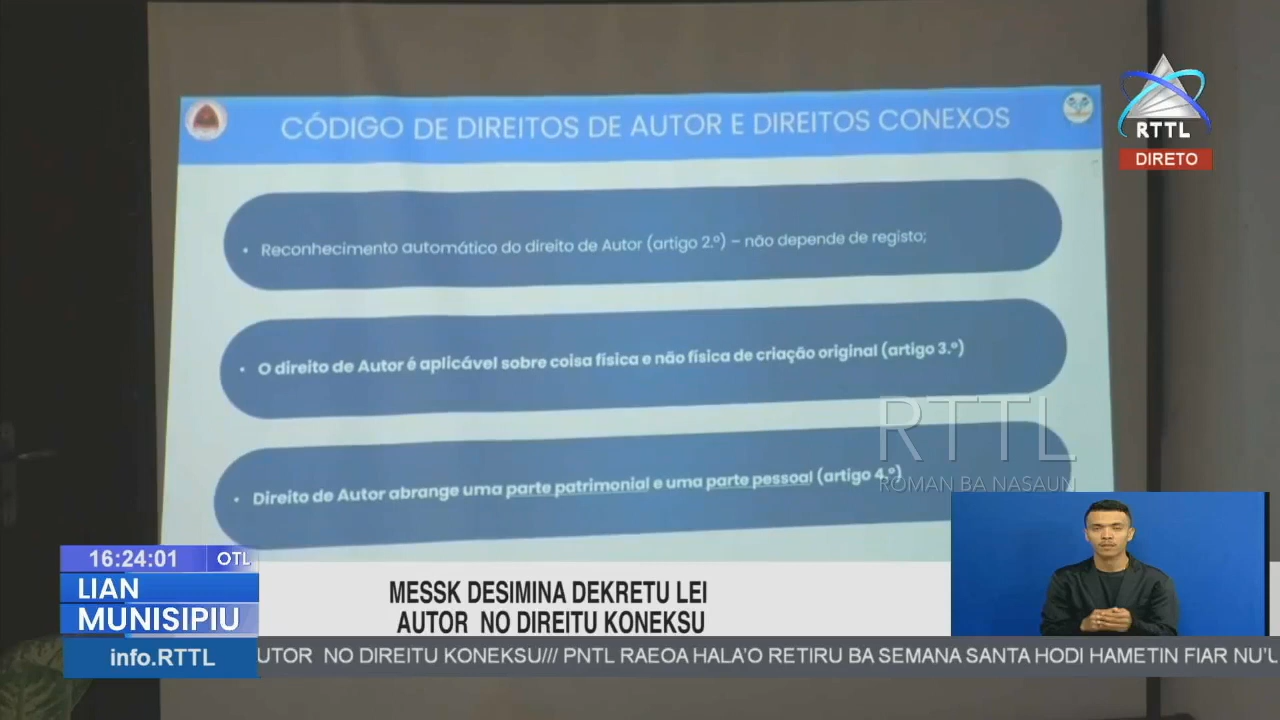 CÓDIGO DE DIREITOS DE AUTOR E DIREITOS CONEXOS
RTTL
DIRETO
• Reconhecimento automático do direito de Autor (artigo 2.º) – não depende de registo;
• O direito de Autor é aplicável sobre coisa física e não física de criação original (artigo 3.º)
RTTL
ROMAN BA NASAUN
• Direito de Autor abrange uma parte patrimonial e uma parte pessoal (artigo 4.º)
16:24:01 OTL
LIAN
MUNISIPIU
MESSK DESIMINA DEKRETU LEI
AUTOR NO DIREITU KONEKSU
info.RTTL
UTOR NO DIREITU KONEKSU/// PNTL RAEOA HALA'O RETIRU BA SEMANA SANTA HODI HAMETIN FIAR NU'U